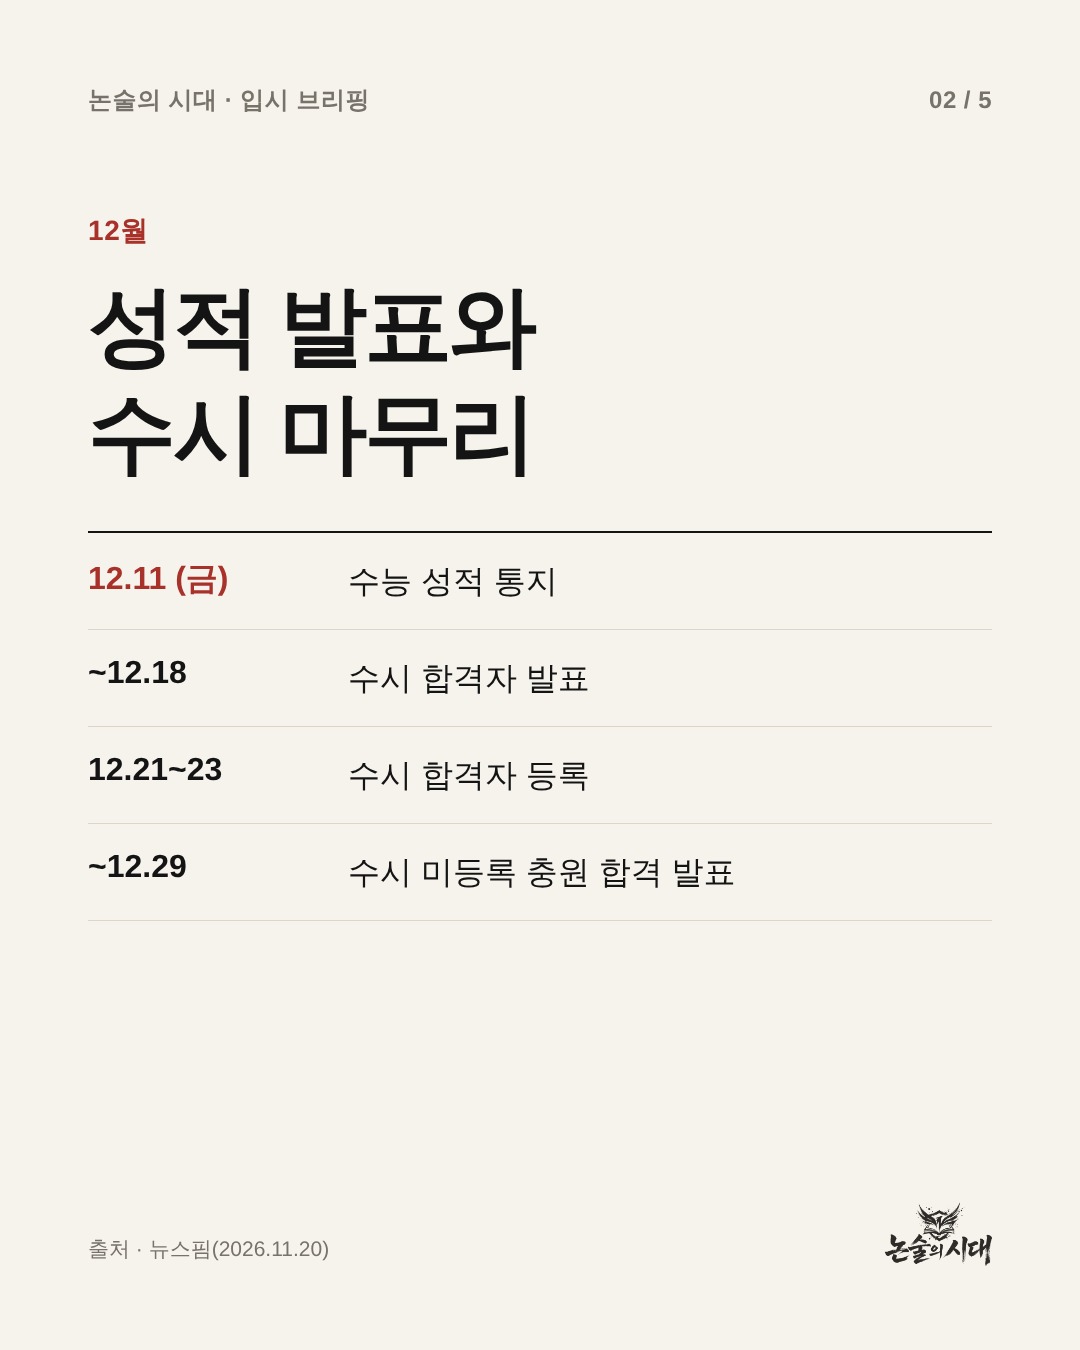 논술의 시대 · 입시 브리핑
02 / 5
12월
성적 발표와
수시 마무리
12.11 (금) 수능 성적 통지
~12.18 수시 합격자 발표
12.21~23 수시 합격자 등록
~12.29 수시 미등록 충원 합격 발표
출처 · 뉴스핌(2026.11.20)
논술의시대